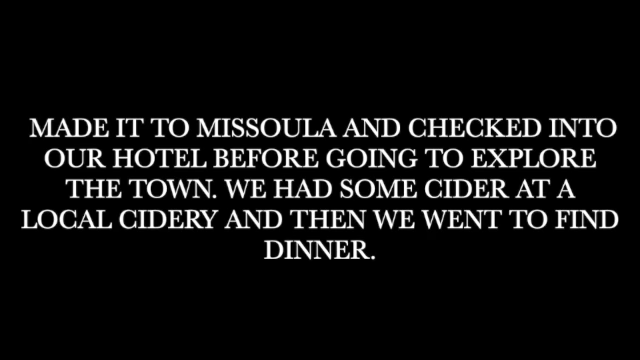 MADE IT TO MISSOULA AND CHECKED INTO
OUR HOTEL BEFORE GOING TO EXPLORE
THE TOWN. WE HAD SOME CIDER AT A
LOCAL CIDERY AND THEN WE WENT TO FIND
DINNER.